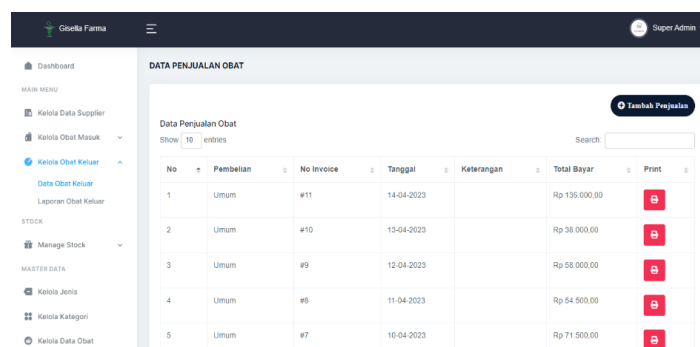 Gisella Farma
Super Admin
Dashboard
DATA PENJUALAN OBAT
MAIN MENU
Kelola Data Supplier
Kelola Obat Masuk
Kelola Obat Keluar
Data Obat Keluar
Laporan Obat Keluar
STOCK
Manage Stock
MASTER DATA
Kelola Jenis
Kelola Kategori
Kelola Data Obat
Tambah Penjualan
Data Penjualan Obat
Show 10 entries
Search:
No Pembelian No Invoice Tanggal Keterangan Total Bayar Print
1 Umum #11 14-04-2023 Rp 136.000,00
2 Umum #10 13-04-2023 Rp 38.000,00
3 Umum #9 12-04-2023 Rp 58.000,00
4 Umum #8 11-04-2023 Rp 54.500,00
5 Umum #7 10-04-2023 Rp 71.500,00